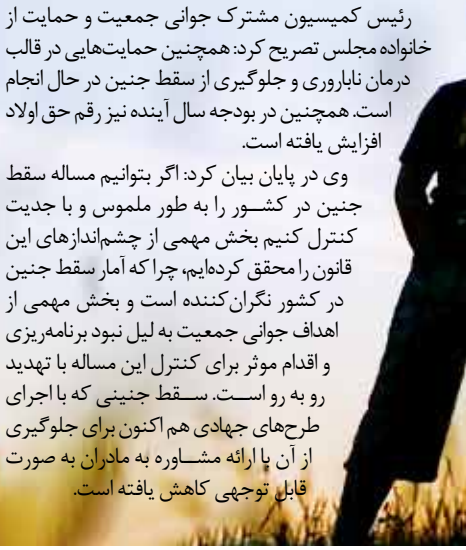 رئیس کمیسیون مشترک جوانی جمعیت و حمایت از
خانواده مجلس تصریح کرد: همچنین حمایت‌هایی در قالب
درمان ناباروری و جلوگیری از سقط جنین در حال انجام
است. همچنین در بودجه سال آینده نیز رقم حق اولاد
افزایش یافته است.
وی در پایان بیان کرد: اگر بتوانیم مساله سقط
جنین در کشور را به طور ملموس و با جدیت
کنترل کنیم بخش مهمی از چشم‌اندازهای این
قانون را محقق کرده‌ایم، چرا که آمار سقط جنین
در کشور نگران‌کننده است و بخش مهمی از
اهداف جوانی جمعیت به لیل نبود برنامه‌ریزی
و اقدام موثر برای کنترل این مساله با تهدید
رو به رو است. سقط جنینی که با اجرای
طرح‌های جهادی هم اکنون برای جلوگیری
از آن با ارائه مشاوره به مادران به صورت
قابل توجهی کاهش یافته است.